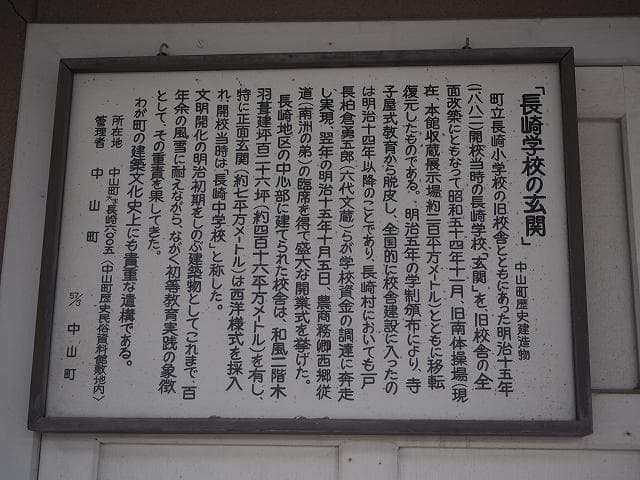 「長崎学校の玄関」
中山町歴史建造物
町立長崎小学校の旧校舎とともにあった明治十五年
(一八八二)開校当時の長崎学校「玄関」を、旧校舎の全
面改築にともなって昭和五十四年十一月、旧南体操場(現
在、本館収蔵展示場約二百平方メートル)とともに移転
復元したものである。明治五年の学制頒布により、寺
子屋式教育から脱皮し、全国的に校舎建設に入ったの
は明治十四年以降のことであり、長崎村においても戸
長柏倉勇五郎(六代文蔵)らが学校資金の調達に奔走
し実現、翌年の明治十五年十月五日、農商務卿西郷従
道(南洲の弟)の臨席を得て盛大な開業式を挙げた。
長崎地区の中心部に建てられた校舎は、和風二階木
羽葺建坪百二十六坪(約四百十六平方メートル)を有し、
特に正面玄関(約七平方メートル)は西洋様式を採入
れ、開校当時は「長崎中学校」と称した。
文明開化の明治初期をしのぶ建築物としてこれまで、百
年余の風雪に耐えながら、ながく初等教育実践の象徴
として、その重責を果してきた。
わが町の建築文化史上にも貴重な遺構である。
所在地 中山町大字長崎六〇〇五(中山町歴史民俗資料館敷地内)
管理者 中山町
57/3 中山町